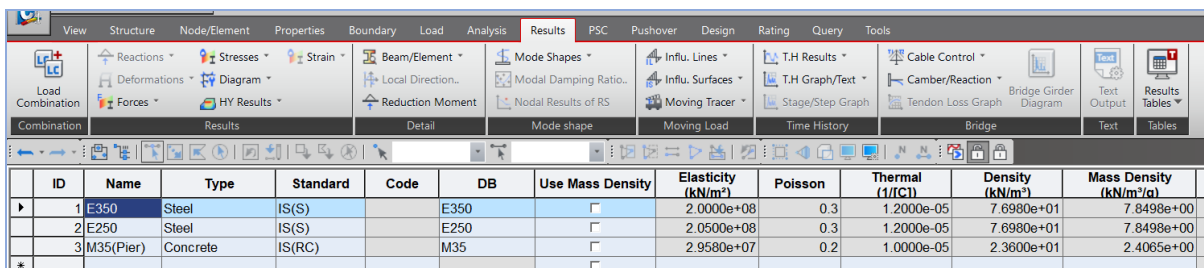 View Structure Node/Element Properties Boundary Load Analysis Results PSC Pushover Design Rating Query Tools
Reactions Stresses Strain Beam/Element Mode Shapes Influ. Lines T.H Results Cable Control Text
LC
Load Combination
Deformations Diagram Local Direction.. Modal Damping Ratio.. Influ. Surfaces T.H Graph/Text Camber/Reaction Bridge Girder Diagram Text Output Results Tables
Forces HY Results Reduction Moment Nodal Results of RS Moving Tracer Stage/Step Graph Tendon Loss Graph
Combination Results Detail Mode shape Moving Load Time History Bridge Text Tables
ID Name Type Standard Code DB Use Mass Density Elasticity (kN/m²) Poisson Thermal (1/[C]) Density (kN/m³) Mass Density (kN/m³/g)
1 E350 Steel IS(S) E350 2.0000e+08 0.3 1.2000e-05 7.6980e+01 7.8498e+00
2 E250 Steel IS(S) E250 2.0500e+08 0.3 1.2000e-05 7.6980e+01 7.8498e+00
3 M35(Pier) Concrete IS(RC) M35 2.9580e+07 0.2 1.0000e-05 2.3600e+01 2.4065e+00
*